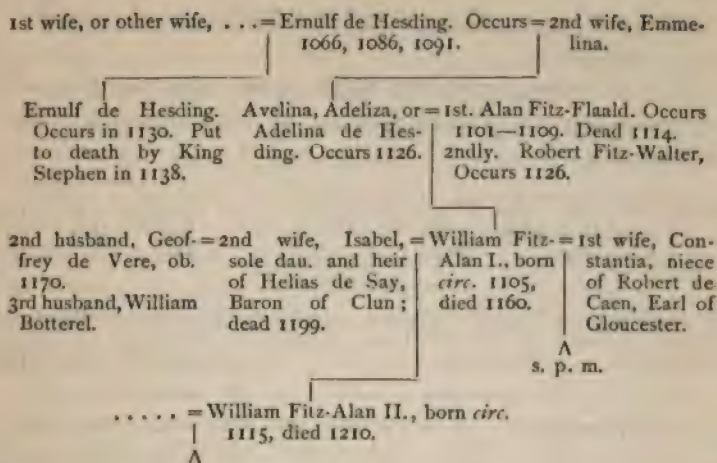 1st wife, or other wife, . . . = Ernulf de Hesding. Occurs = 2nd wife, Emme-
1066, 1086, 1091. lina.
Ernulf de Hesding. Avelina, Adeliza, or = 1st. Alan Fitz-Flaald. Occurs
Occurs in 1130. Put Adelina de Hes- 1101—1109. Dead 1114.
to death by King ding. Occurs 1126. 2ndly. Robert Fitz-Walter,
Stephen in 1138. Occurs 1126.
2nd husband, Geof- = 2nd wife, Isabel, = William Fitz- = 1st wife, Con-
frey de Vere, ob. sole dau. and heir Alan I., born stantia, niece
1170. of Helias de Say, circ. 1105, of Robert de
3rd husband, William Baron of Clun; died 1160. Caen, Earl of
Botterel. dead 1199. Gloucester.
s. p. m.
. . . . . = William Fitz-Alan II., born circ.
1115, died 1210.